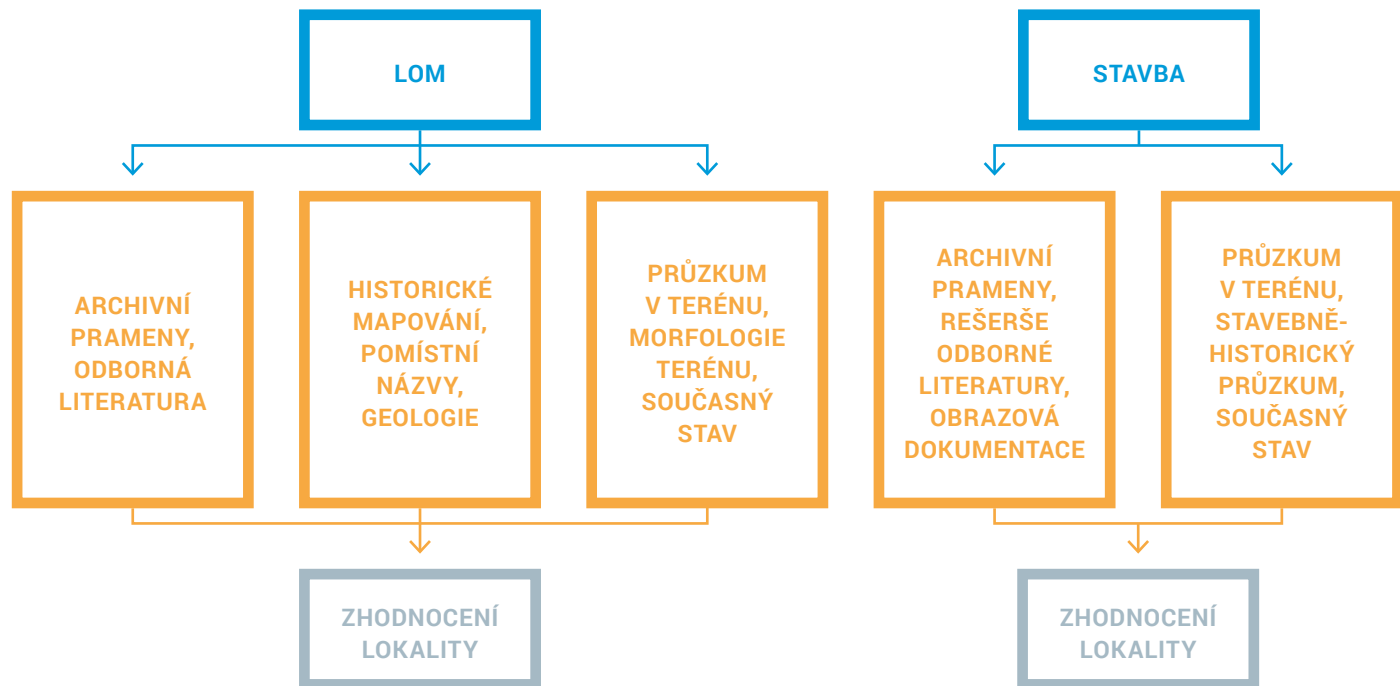 LOM
STAVBA
ARCHIVNÍ
PRAMENY,
ODBORNÁ
LITERATURA
HISTORICKÉ
MAPOVÁNÍ,
POMÍSTNÍ
NÁZVY,
GEOLOGIE
PRŮZKUM
V TERÉNU,
MORFOLOGIE
TERÉNU,
SOUČASNÝ
STAV
ARCHIVNÍ
PRAMENY,
REŠERŠE
ODBORNÉ
LITERATURY,
OBRAZOVÁ
DOKUMENTACE
PRŮZKUM
V TERÉNU,
STAVEBNĚ-
HISTORICKÝ
PRŮZKUM,
SOUČASNÝ
STAV
ZHODNOCENÍ
LOKALITY
ZHODNOCENÍ
LOKALITY